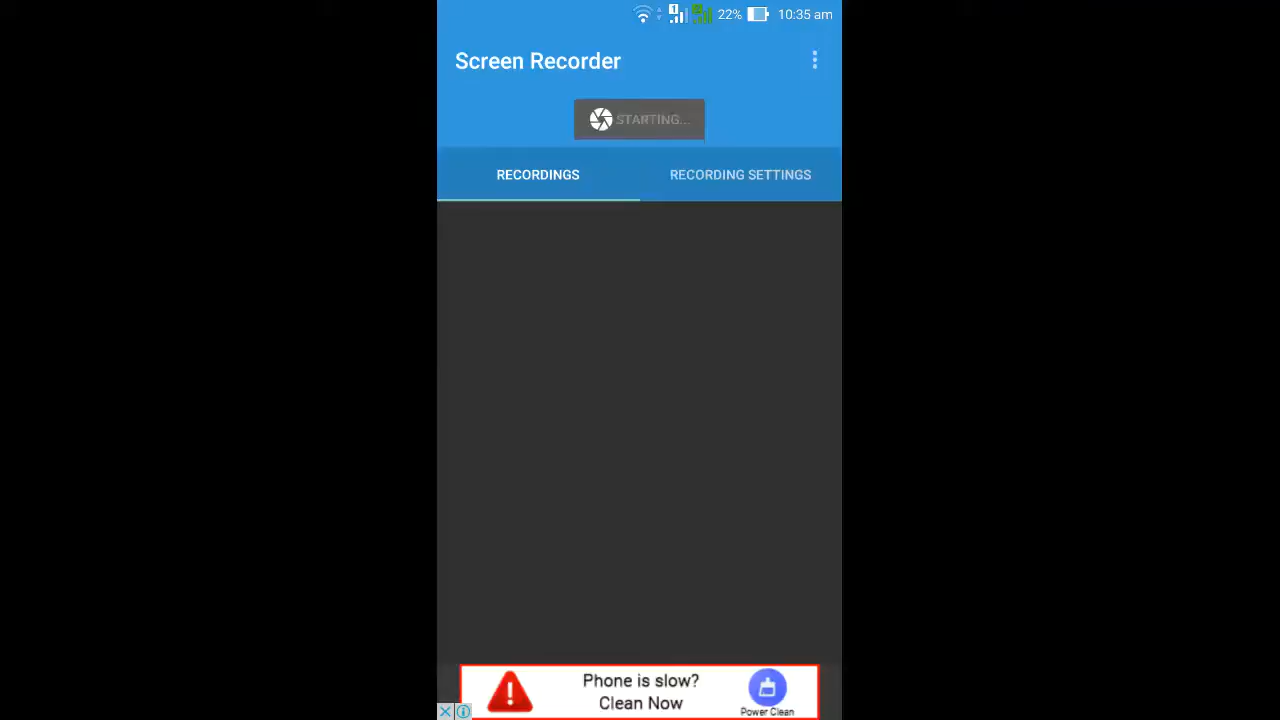 22% 10:35 am
Screen Recorder
STARTING...
RECORDINGS RECORDING SETTINGS
Phone is slow?
Clean Now
Power Clean